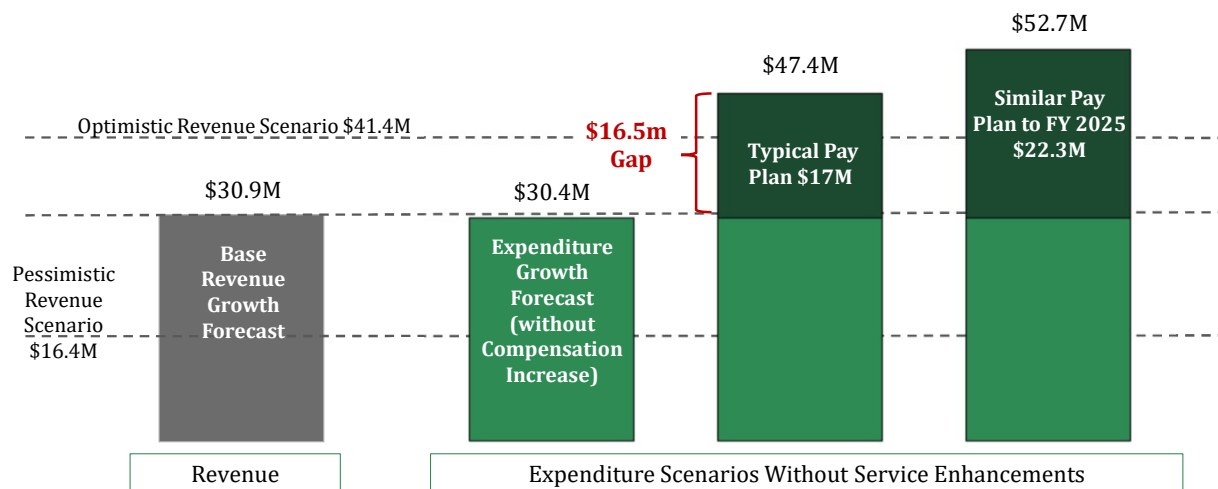 $52.7M
$47.4M
Similar Pay
Plan to FY 2025
$22.3M
Optimistic Revenue Scenario $41.4M
$16.5m
Gap
Typical Pay
Plan $17M
$30.9M
$30.4M
Base
Revenue
Growth
Forecast
Expenditure
Growth
Forecast
(without
Compensation
Increase)
Pessimistic
Revenue
Scenario
$16.4M
Revenue
Expenditure Scenarios Without Service Enhancements